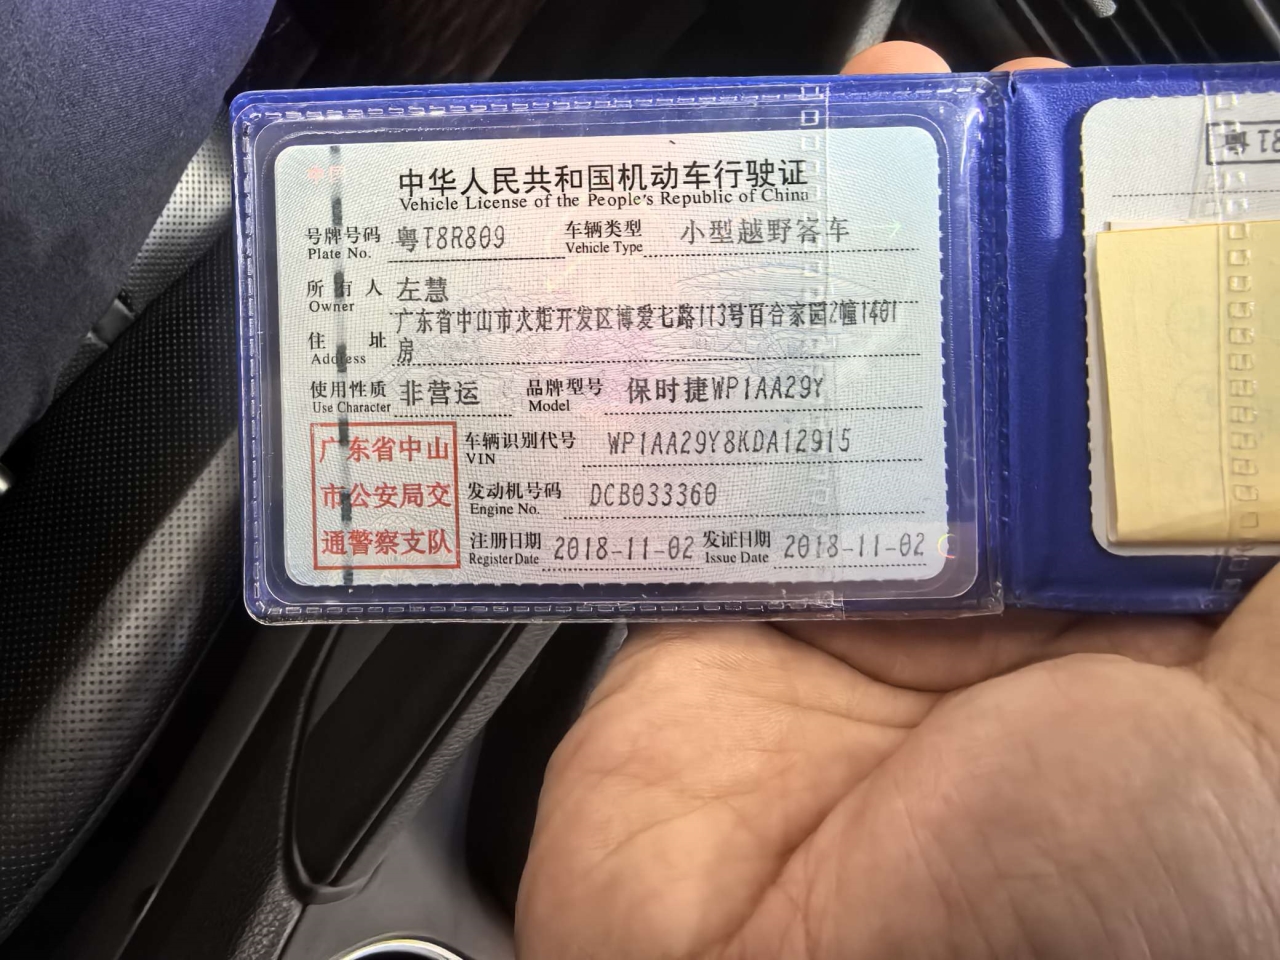 中华人民共和国机动车行驶证
Vehicle License of the People's Republic of China
号牌号码 粤T8R809 车辆类型 小型越野客车
Plate No. Vehicle Type
所有人 左慧
Owner
住址 广东省中山市火炬开发区博爱七路113号百合家园2幢1401
Address 房
使用性质 非营运 品牌型号 保时捷WP1AA29Y
Use Character Model
广东省中山 车辆识别代号 WP1AA29Y8KDA12915
VIN
市公安局交 发动机号码 DCB033360
Engine No.
通警察支队 注册日期 2018-11-02 发证日期 2018-11-02
Register Date Issue Date